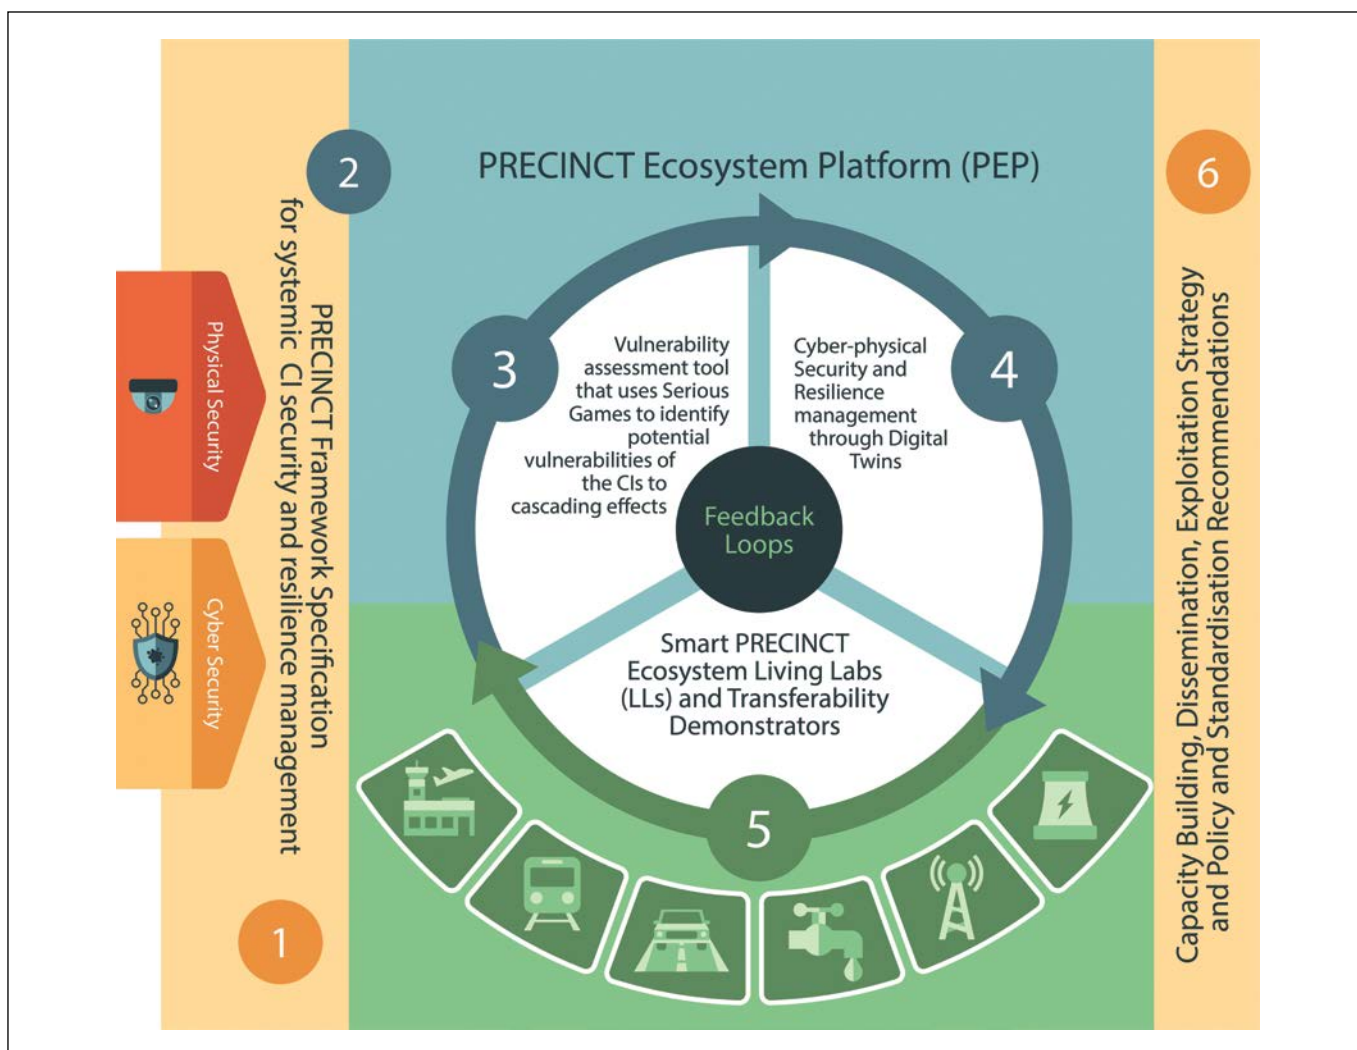 Physical Security
Cyber Security
1
PRECINCT Framework Specification
for systemic CI security and resilience management
2
PRECINCT Ecosystem Platform (PEP)
3
Vulnerability
assessment tool
that uses Serious
Games to identify
potential
vulnerabilities of
the CIs to
cascading effects
4
Cyber-physical
Security and
Resilience
management
through Digital
Twins
Feedback
Loops
Smart PRECINCT
Ecosystem Living Labs
(LLs) and Transferability
Demonstrators
5
6
Capacity Building, Dissemination, Exploitation Strategy
and Policy and Standardisation Recommendations